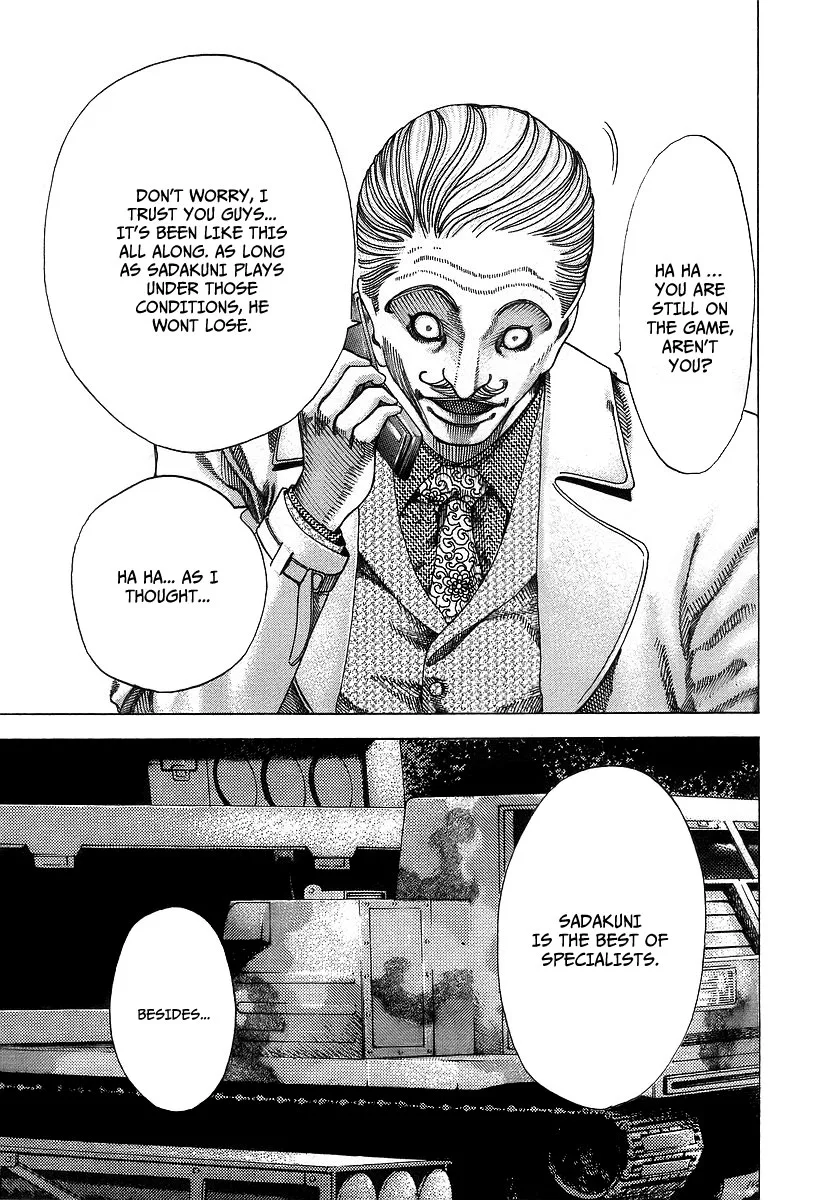 HA HA ...
YOU ARE
STILL ON
THE GAME,
AREN'T
YOU?
DON'T WORRY, I
TRUST YOU GUYS...
IT'S BEEN LIKE THIS
ALL ALONG. AS LONG
AS SADAKUNI PLAYS
UNDER THOSE
CONDITIONS, HE
WONT LOSE.
HA HA... AS I
THOUGHT...
SADAKUNI
IS THE BEST OF
SPECIALISTS.
BESIDES...